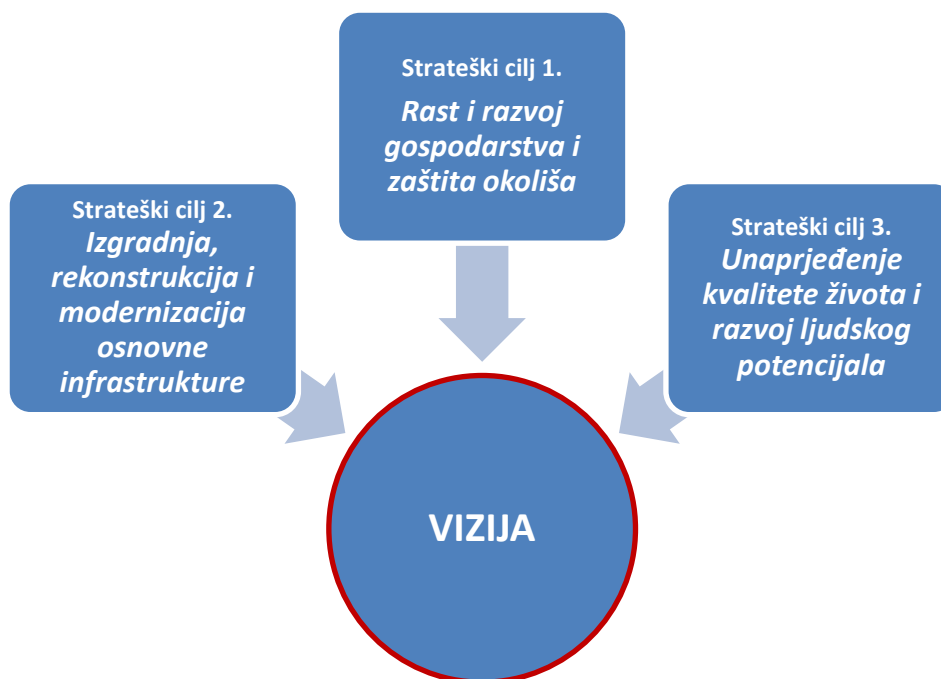 Strateški cilj 1.
Rast i razvoj
gospodarstva i
zaštita okoliša
Strateški cilj 2.
Izgradnja,
rekonstrukcija i
modernizacija
osnovne
infrastrukture
Strateški cilj 3.
Unaprjeđenje
kvalitete života i
razvoj ljudskog
potencijala
VIZIJA